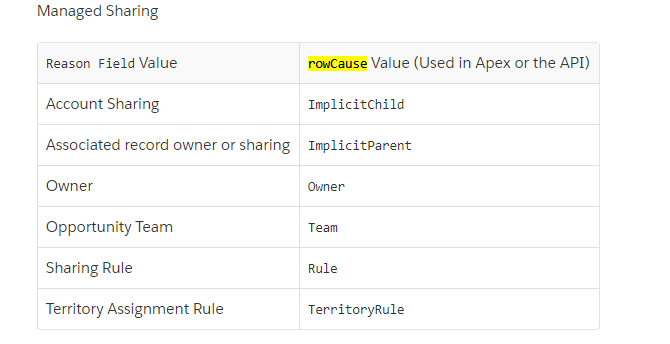 Managed Sharing
Reason Field Value rowCause Value (Used in Apex or the API)
Account Sharing ImplicitChild
Associated record owner or sharing ImplicitParent
Owner Owner
Opportunity Team Team
Sharing Rule Rule
Territory Assignment Rule TerritoryRule